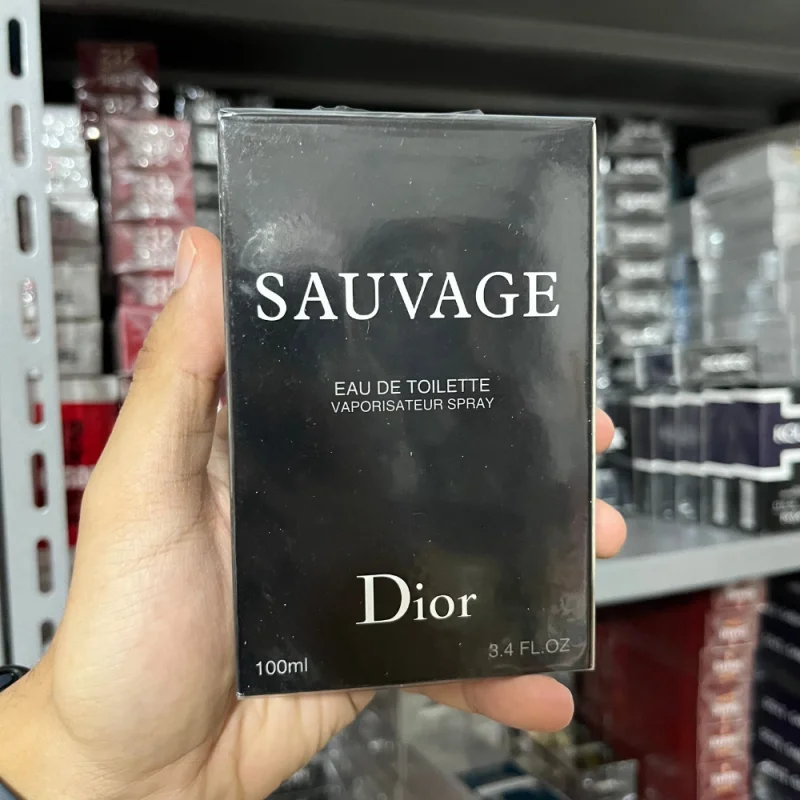 SAUVAGE
EAU DE TOILETTE
VAPORISATEUR SPRAY
Dior
100ml
3.4 FL.OZ